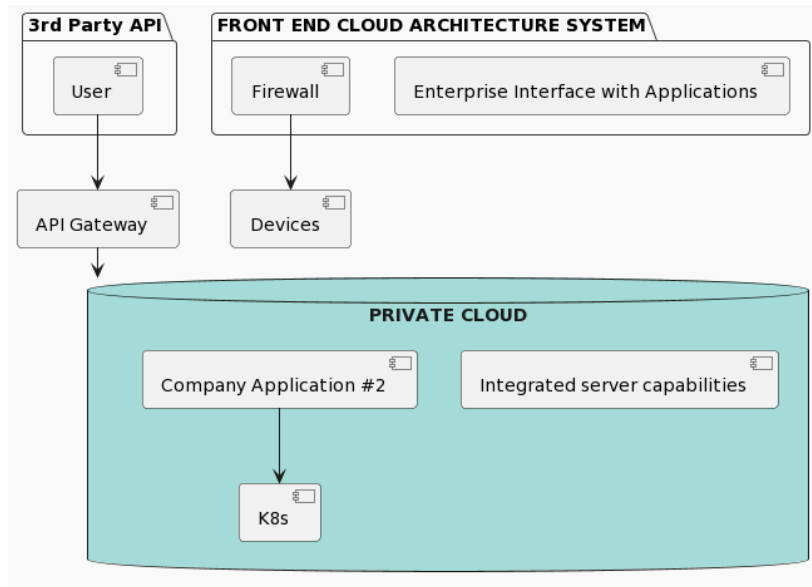 3rd Party API
FRONT END CLOUD ARCHITECTURE SYSTEM
User
Firewall
Enterprise Interface with Applications
API Gateway
Devices
PRIVATE CLOUD
Company Application #2
Integrated server capabilities
K8s